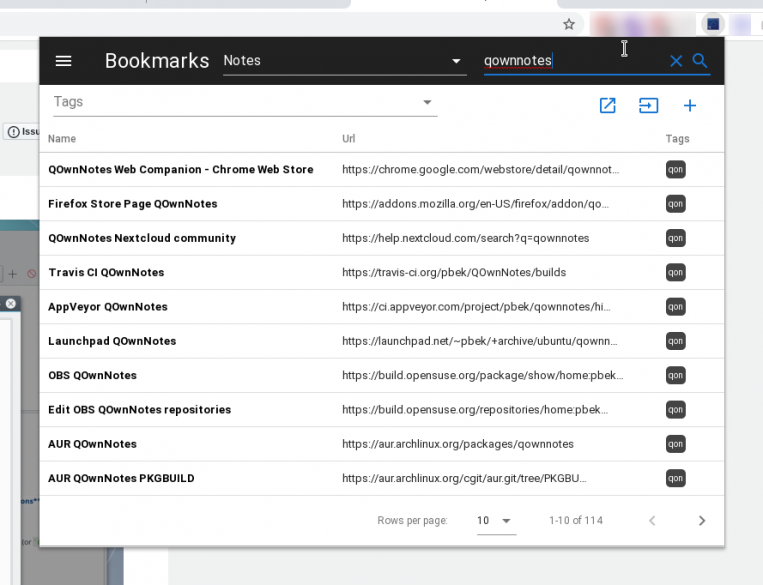 Bookmarks Notes qownnotes
Tags
Issu
Name Url Tags
QOwnNotes Web Companion - Chrome Web Store https://chrome.google.com/webstore/detail/qownnot... qon
Firefox Store Page QOwnNotes https://addons.mozilla.org/en-US/firefox/addon/qo... qon
QOwnNotes Nextcloud community https://help.nextcloud.com/search?q=qownnotes qon
Travis CI QOwnNotes https://travis-ci.org/pbek/QOwnNotes/builds qon
AppVeyor QOwnNotes https://ci.appveyor.com/project/pbek/qownnotes/hi... qon
Launchpad QOwnNotes https://launchpad.net/~pbek/+archive/ubuntu/qownn... qon
OBS QOwnNotes https://build.opensuse.org/package/show/home:pbek... qon
Edit OBS QOwnNotes repositories https://build.opensuse.org/repositories/home:pbek... qon
AUR QOwnNotes https://aur.archlinux.org/packages/qownnotes qon
AUR QOwnNotes PKGBUILD https://aur.archlinux.org/cgit/aur.git/tree/PKGBU... qon
ons**
Rows per page: 10 1-10 of 114
(or